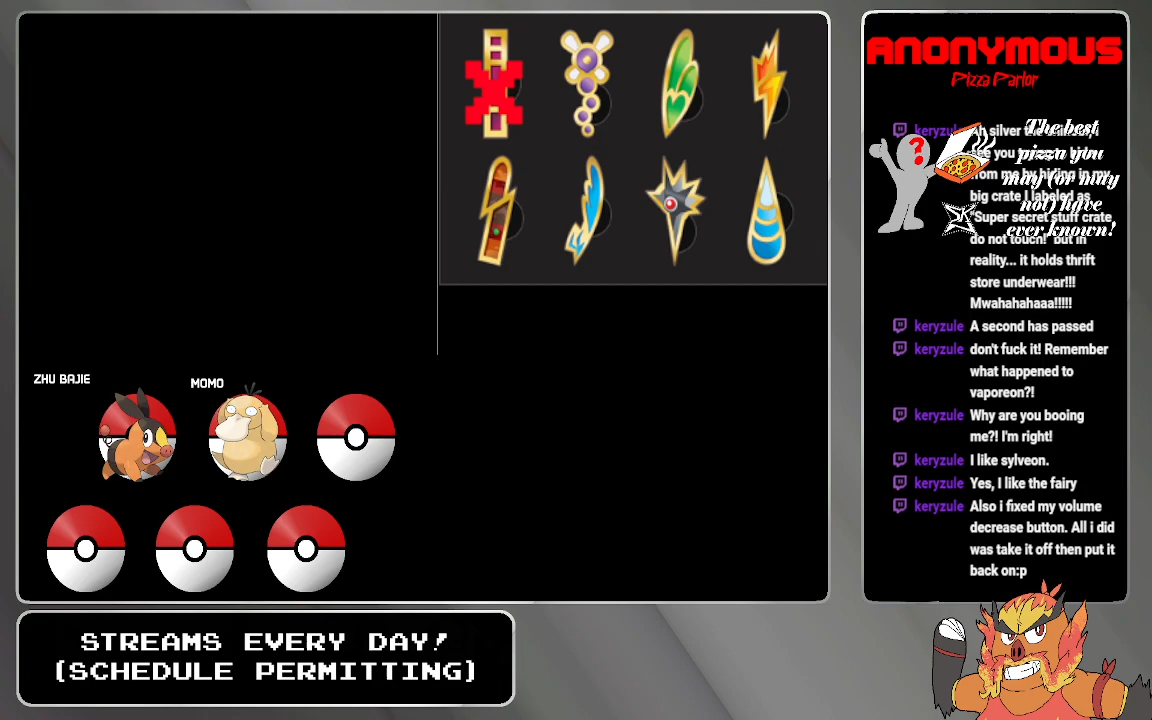 ANONYMOUS
Pizza Parlor
?
The best
pizza you
may (or may
not) have
ever known!
keryzule
from me by hiding in my
big crate I labeled as
"Super secret stuff crate
do not touch!" but in
reality... it holds thrift
store underwear!!!
Mwahahahaaa!!!!!
keryzule A second has passed
keryzule don't fuck it! Remember
what happened to
vaporeon?!
keryzule Why are you booing
me?! I'm right!
keryzule I like sylveon.
keryzule Yes, I like the fairy
keryzule Also i fixed my volume
decrease button. All i did
was take it off then put it
back on:p
ZHU BAJIE
MOMO
STREAMS EVERY DAY!
(SCHEDULE PERMITTING)